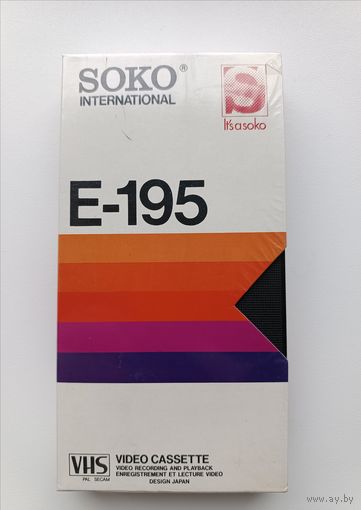 SOKO®
INTERNATIONAL
S
It's a soko
E-195
VHS
PAL SECAM
VIDEO CASSETTE
VIDEO RECORDING AND PLAYBACK
ENREGISTREMENT ET LECTURE VIDEO
DESIGN JAPAN
© www.ay.by